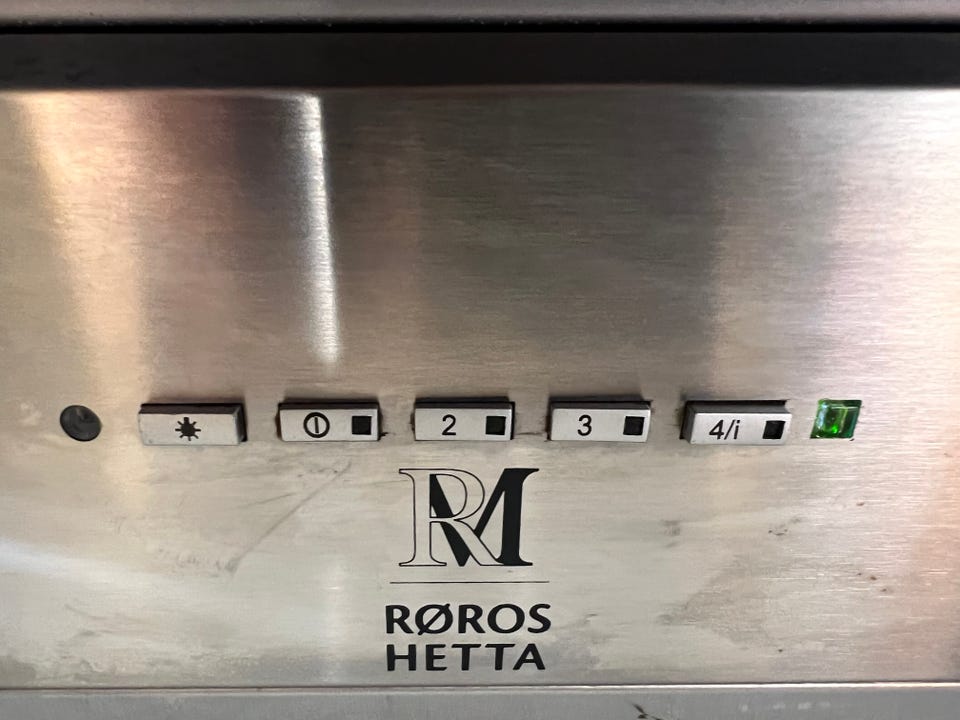 ⏼ 2 3 4/i
RM
RØROS
HETTA